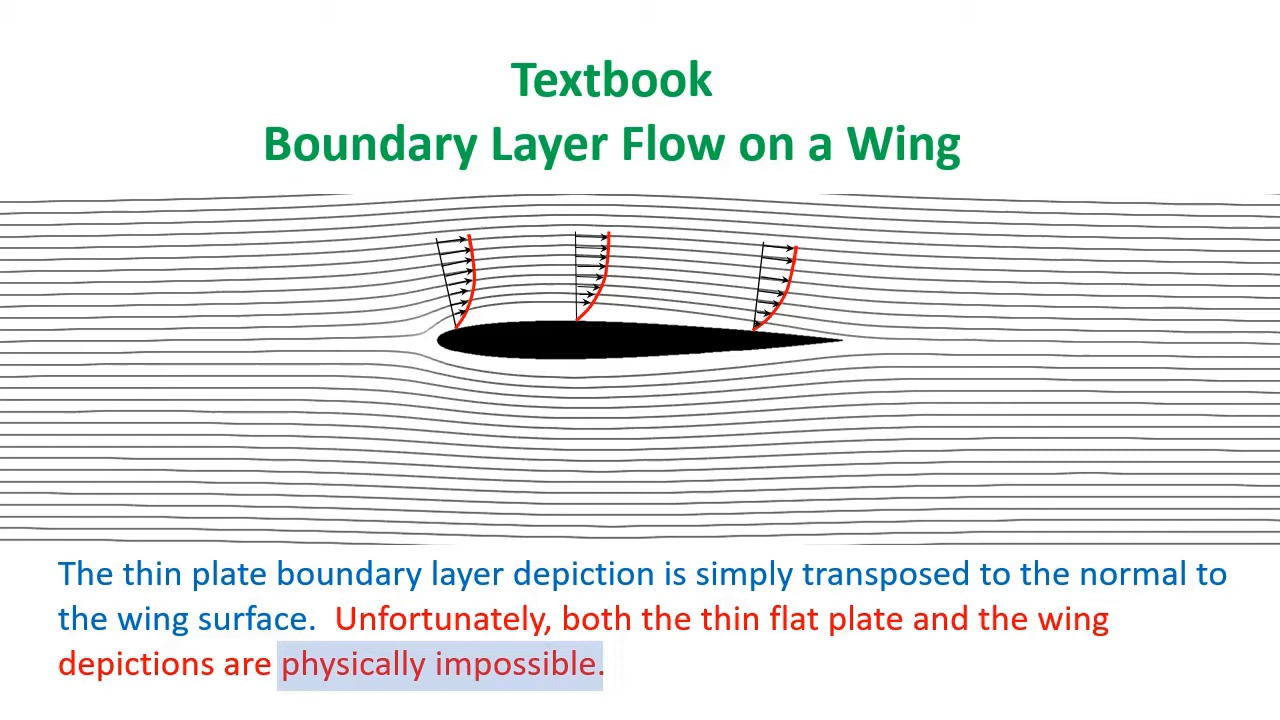 Textbook
Boundary Layer Flow on a Wing
The thin plate boundary layer depiction is simply transposed to the normal to
the wing surface.  Unfortunately, both the thin flat plate and the wing
depictions are physically impossible.